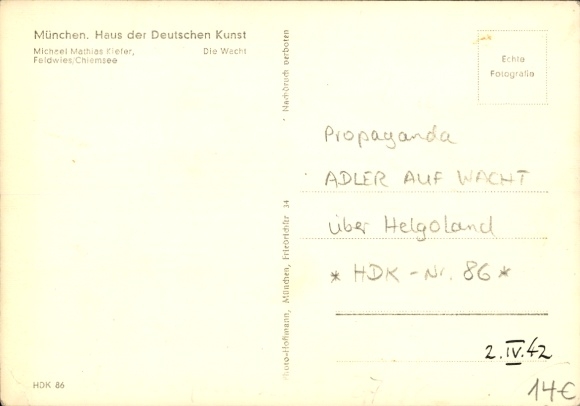 München. Haus der Deutschen Kunst
Michael Mathias Kiefer, Die Wacht
Feldwies/Chiemsee
Nachdruck verboten
Echte
Fotografie
Propaganda
ADLER AUF WACHT
über Helgoland
* HDK - Nr. 86 *
Photo-Hoffmann, München, Friedrichstr. 34
2.IV.42
HDK 86
14€